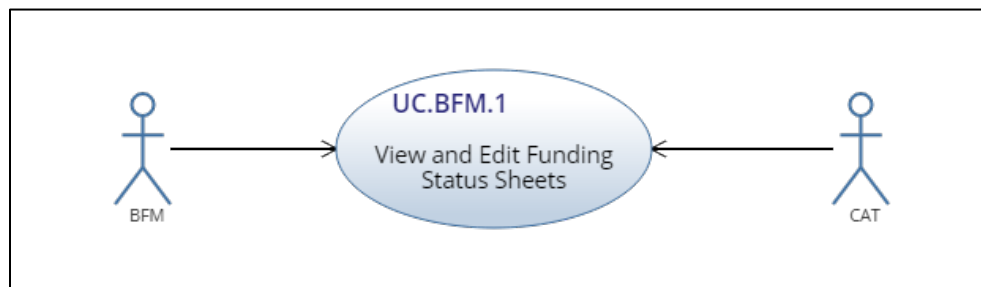 UC.BFM.1
View and Edit Funding
Status Sheets
BFM
CAT